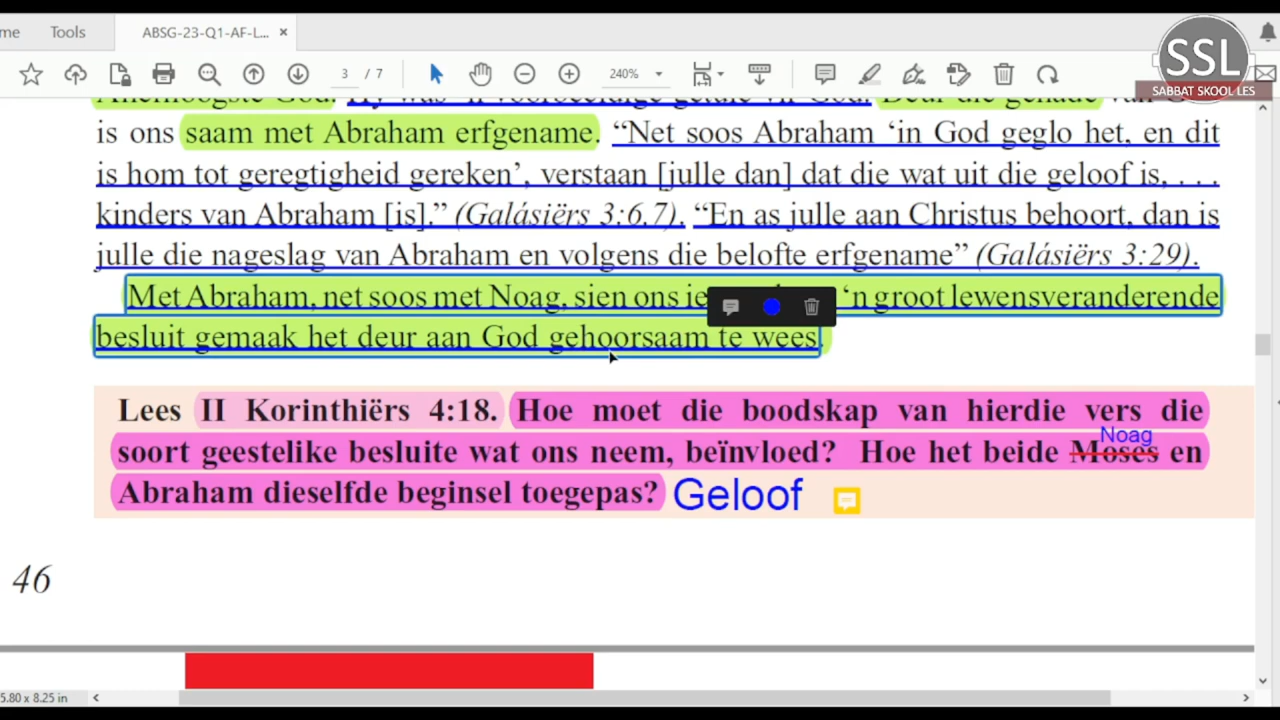 me Tools ABSG-23-Q1-AF-L... ×
3 / 7 240%
SSL
SABBAT SKOOL LES
is ons saam met Abraham erfgename. “Net soos Abraham ‘in God geglo het, en dit
is hom tot geregtigheid gereken’, verstaan [julle dan] dat die wat uit die geloof is, . . .
kinders van Abraham [is].” (Galásiërs 3:6,7). “En as julle aan Christus behoort, dan is
julle die nageslag van Abraham en volgens die belofte erfgename” (Galásiërs 3:29).
Met Abraham, net soos met Noag, sien ons ‘n groot lewensveranderende
besluit gemaak het deur aan God gehoorsaam te wees.
Lees II Korinthiërs 4:18. Hoe moet die boodskap van hierdie vers die
Noag
soort geestelike besluite wat ons neem, beïnvloed? Hoe het beide Moses en
Abraham dieselfde beginsel toegepas? Geloof
46
5.80 x 8.25 in